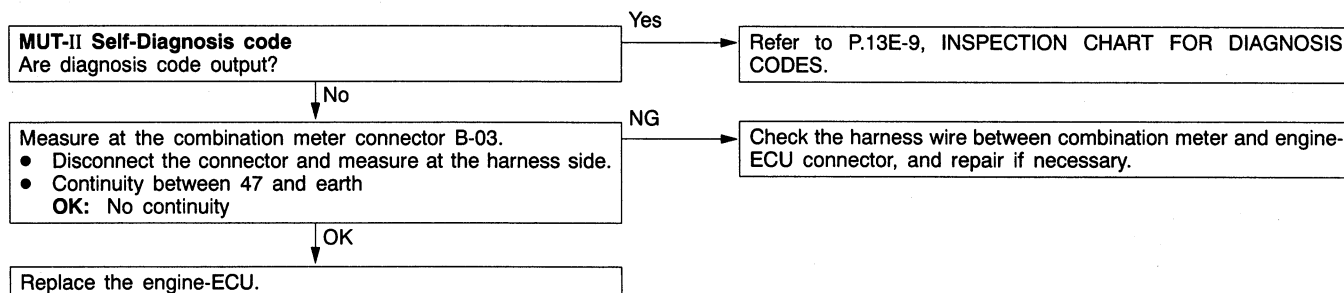 MUT-II Self-Diagnosis code
Are diagnosis code output?
Yes
Refer to P.13E-9, INSPECTION CHART FOR DIAGNOSIS
CODES.
No
Measure at the combination meter connector B-03.
● Disconnect the connector and measure at the harness side.
● Continuity between 47 and earth
OK: No continuity
NG
Check the harness wire between combination meter and engine-
ECU connector, and repair if necessary.
OK
Replace the engine-ECU.